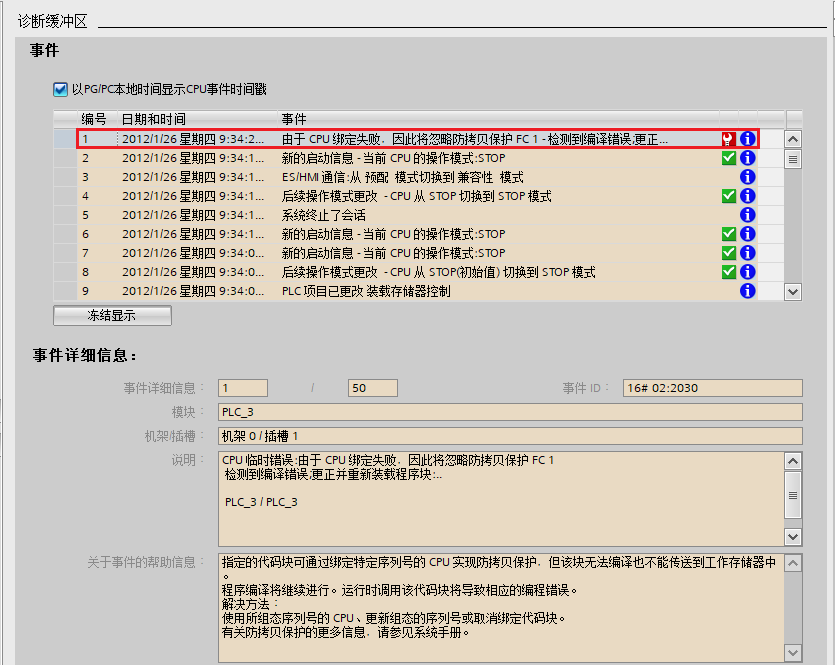 诊断缓冲区
事件
以PG/PC本地时间显示CPU事件时间戳
编号 日期和时间 事件
1 2012/1/26 星期四 9:34:2... 由于 CPU 绑定失败，因此将忽略防拷贝保护 FC 1 - 检测到编译错误;更正...
2 2012/1/26 星期四 9:34:1... 新的启动信息 - 当前 CPU 的操作模式:STOP
3 2012/1/26 星期四 9:34:1... ES/HMI 通信:从 预配 模式切换到 兼容性 模式
4 2012/1/26 星期四 9:34:1... 后续操作模式更改 - CPU 从 STOP 切换到 STOP 模式
5 2012/1/26 星期四 9:34:1... 系统终止了会话
6 2012/1/26 星期四 9:34:1... 新的启动信息 - 当前 CPU 的操作模式:STOP
7 2012/1/26 星期四 9:34:0... 新的启动信息 - 当前 CPU 的操作模式:STOP
8 2012/1/26 星期四 9:34:0... 后续操作模式更改 - CPU 从 STOP(初始值) 切换到 STOP 模式
9 2012/1/26 星期四 9:34:0... PLC 项目已更改 装载存储器控制
冻结显示
事件详细信息：
事件详细信息： 1 / 50 事件 ID： 16# 02:2030
模块： PLC_3
机架/插槽： 机架 0 / 插槽 1
说明： CPU 临时错误:由于 CPU 绑定失败，因此将忽略防拷贝保护 FC 1
检测到编译错误;更正并重新装载程序块:..
PLC_3 / PLC_3
关于事件的帮助信息： 指定的代码块可通过绑定特定序列号的 CPU 实现防拷贝保护，但该块无法编译也不能传送到工作存储器中
。
程序编译将继续进行。运行时调用该代码块将导致相应的编程错误。
解决方法：
使用所组态序列号的 CPU、更新组态的序列号或取消绑定代码块。
有关防拷贝保护的更多信息，请参见系统手册。